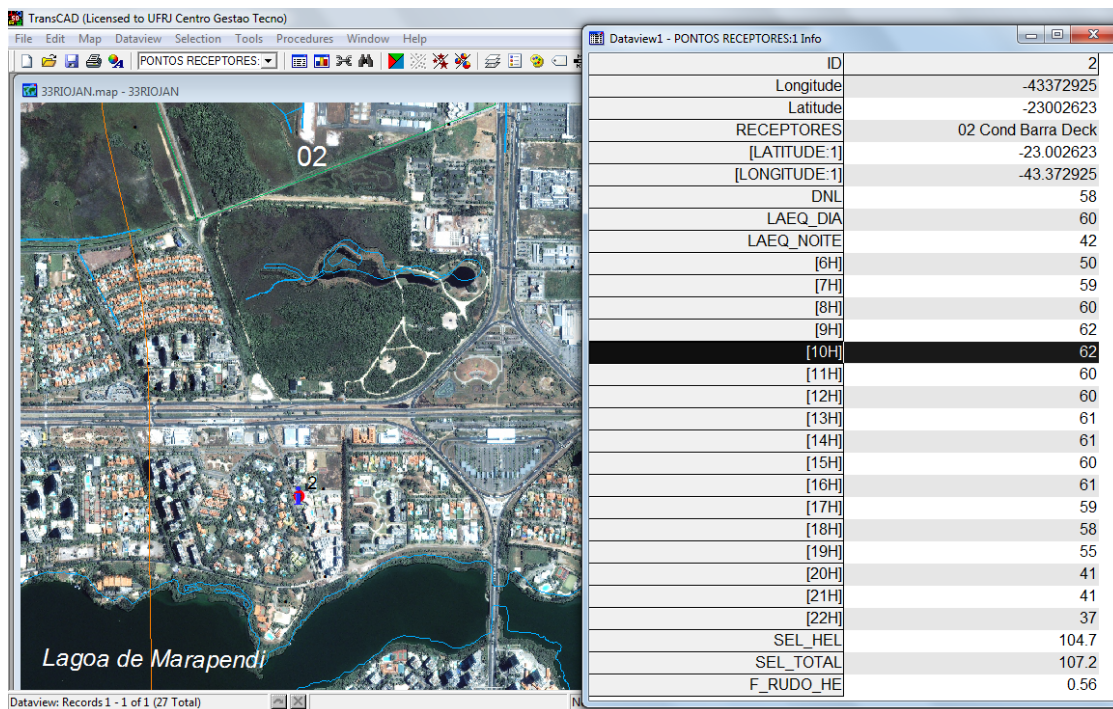 TransCAD (Licensed to UFRJ Centro Gestao Tecno)
File Edit Map Dataview Selection Tools Procedures Window Help
PONTOS RECEPTORES:
33RIOJAN.map - 33RIOJAN
02
2.
Lagoa de Marapendi
Dataview: Records 1 - 1 of 1 (27 Total)
Dataview1 - PONTOS RECEPTORES:1 Info
ID 2
Longitude -43372925
Latitude -23002623
RECEPTORES 02 Cond Barra Deck
[LATITUDE:1] -23.002623
[LONGITUDE:1] -43.372925
DNL 58
LAEQ_DIA 60
LAEQ_NOITE 42
[6H] 50
[7H] 59
[8H] 60
[9H] 62
[10H] 62
[11H] 60
[12H] 60
[13H] 61
[14H] 61
[15H] 60
[16H] 61
[17H] 59
[18H] 58
[19H] 55
[20H] 41
[21H] 41
[22H] 37
SEL_HEL 104.7
SEL_TOTAL 107.2
F_RUDO_HE 0.56